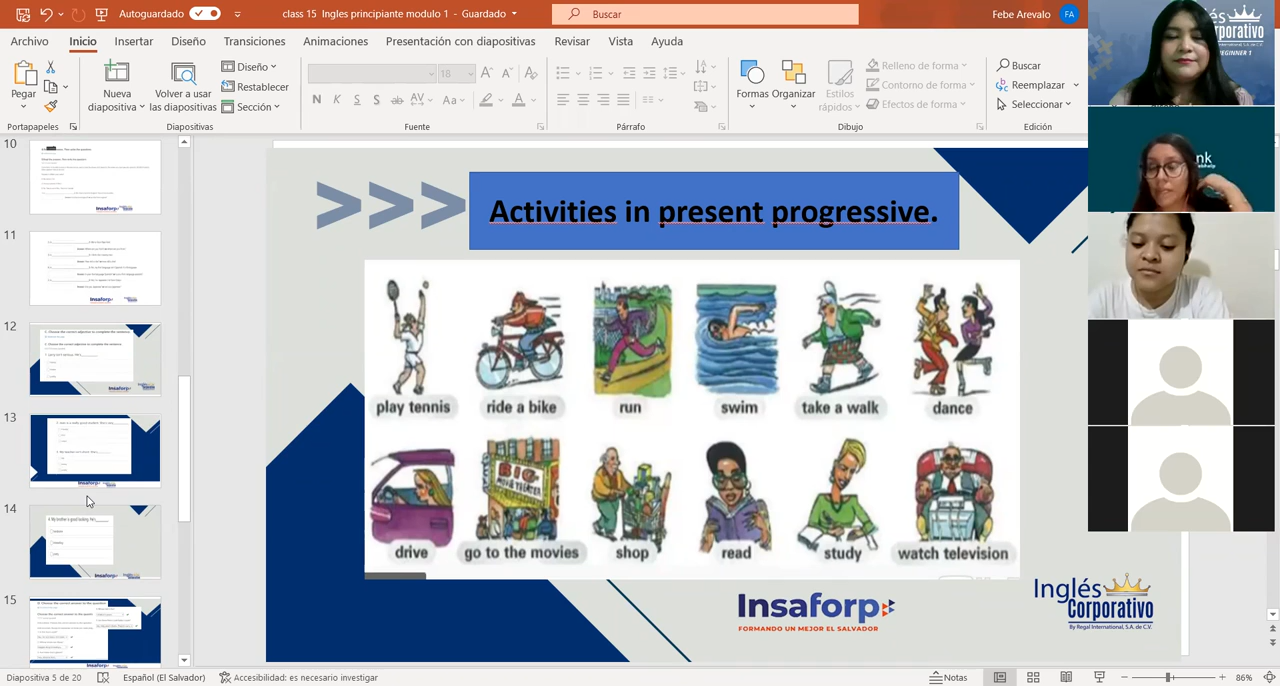 Autoguardado
class 15 Ingles principiante modulo 1 - Guardado
Buscar
Febe Arevalo
FA
Archivo
Inicio
Insertar
Diseño
Transiciones
Animaciones
Presentación con diapositivas
Revisar
Vista
Ayuda
Pegar
Nueva diapositiva
Volver a usar las diapositivas
Diseño
Restablecer
Sección
18
N K S S ab AV Aa A
Relleno de forma
Contorno de forma
Efectos de forma
Formas
Organizar
Estilos rápidos
Buscar
Reemplazar
Seleccionar
Portapapeles
Diapositivas
Fuente
Párrafo
Dibujo
Edición
10
11
12
13
14
15
>>> Activities in present progressive.
play tennis
ride a bike
run
swim
take a walk
dance
BIG
drive
go to the movies
shop
read
study
watch television
Insaforp
FORMANDO UN MEJOR EL SALVADOR
Inglés
Corporativo
By Regal International, S.A. de C.V.
Diapositiva 5 de 20
Español (El Salvador)
Accesibilidad: es necesario investigar
Notas
86%